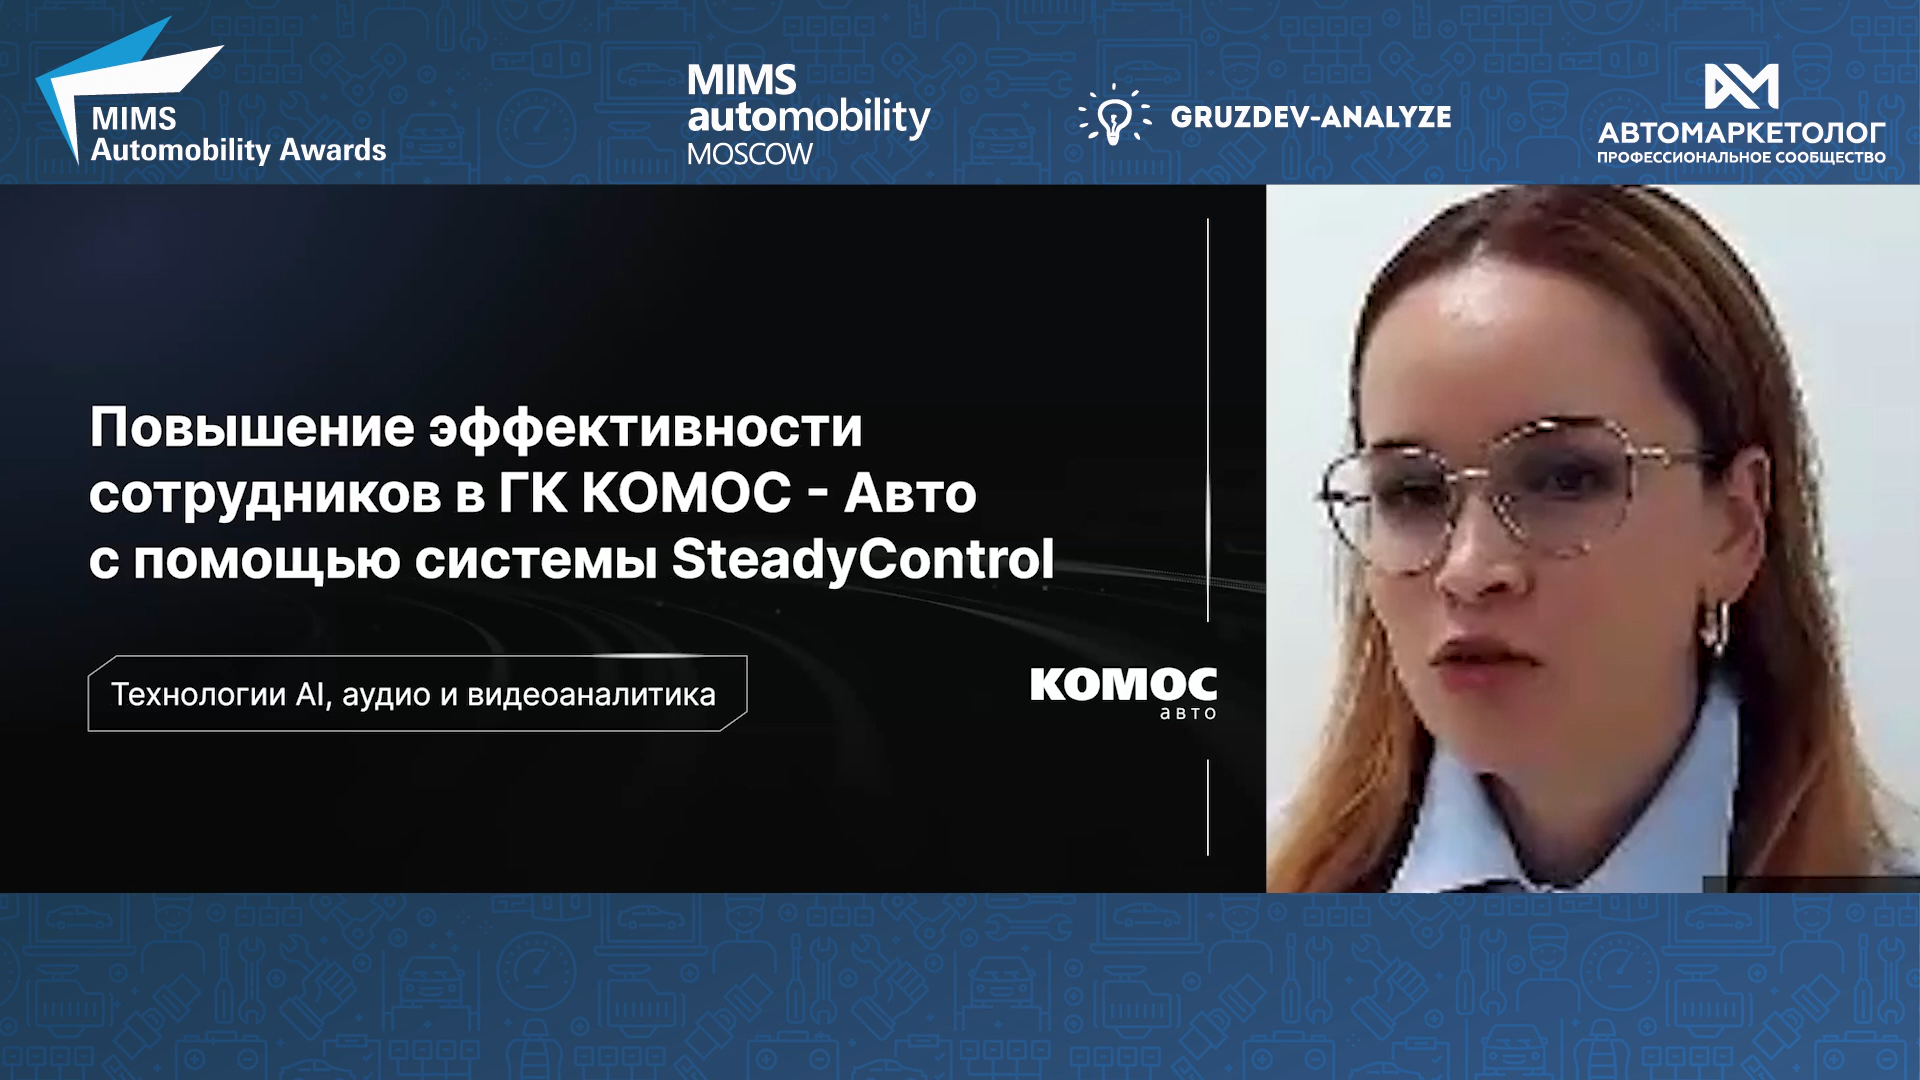 MIMS
Automobility Awards
MIMS
automobility
MOSCOW
GRUZDEV-ANALYZE
АВТОМАРКЕТОЛОГ
ПРОФЕССИОНАЛЬНОЕ СООБЩЕСТВО
Повышение эффективности
сотрудников в ГК КОМОС - Авто
с помощью системы SteadyControl
Технологии AI, аудио и видеоаналитика
КОМОС
авто